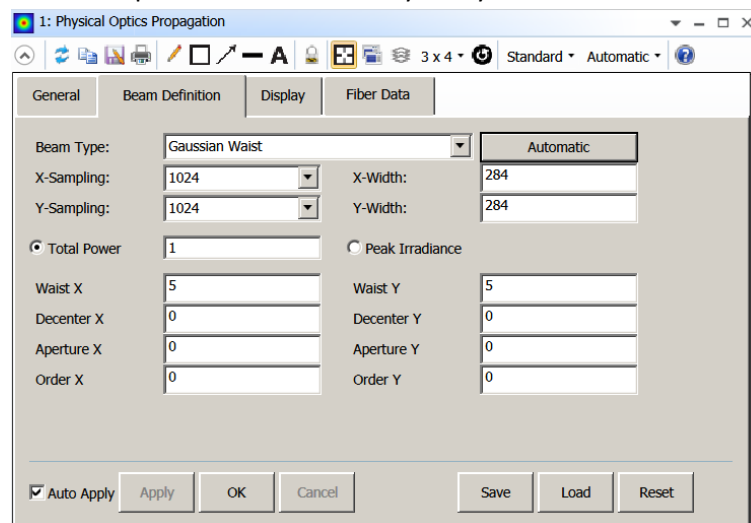 1: Physical Optics Propagation
A 3 x 4 Standard Automatic ?
General Beam Definition Display Fiber Data
Beam Type: Gaussian Waist Automatic
X-Sampling: 1024 X-Width: 284
Y-Sampling: 1024 Y-Width: 284
Total Power 1 Peak Irradiance
Waist X 5 Waist Y 5
Decenter X 0 Decenter Y 0
Aperture X 0 Aperture Y 0
Order X 0 Order Y 0
Auto Apply Apply OK Cancel Save Load Reset